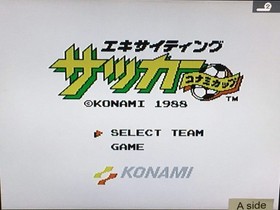 エキサイティング
サッカー
コナミカップ
TM
©KONAMI 1988
SELECT TEAM
GAME
KONAMI
A side